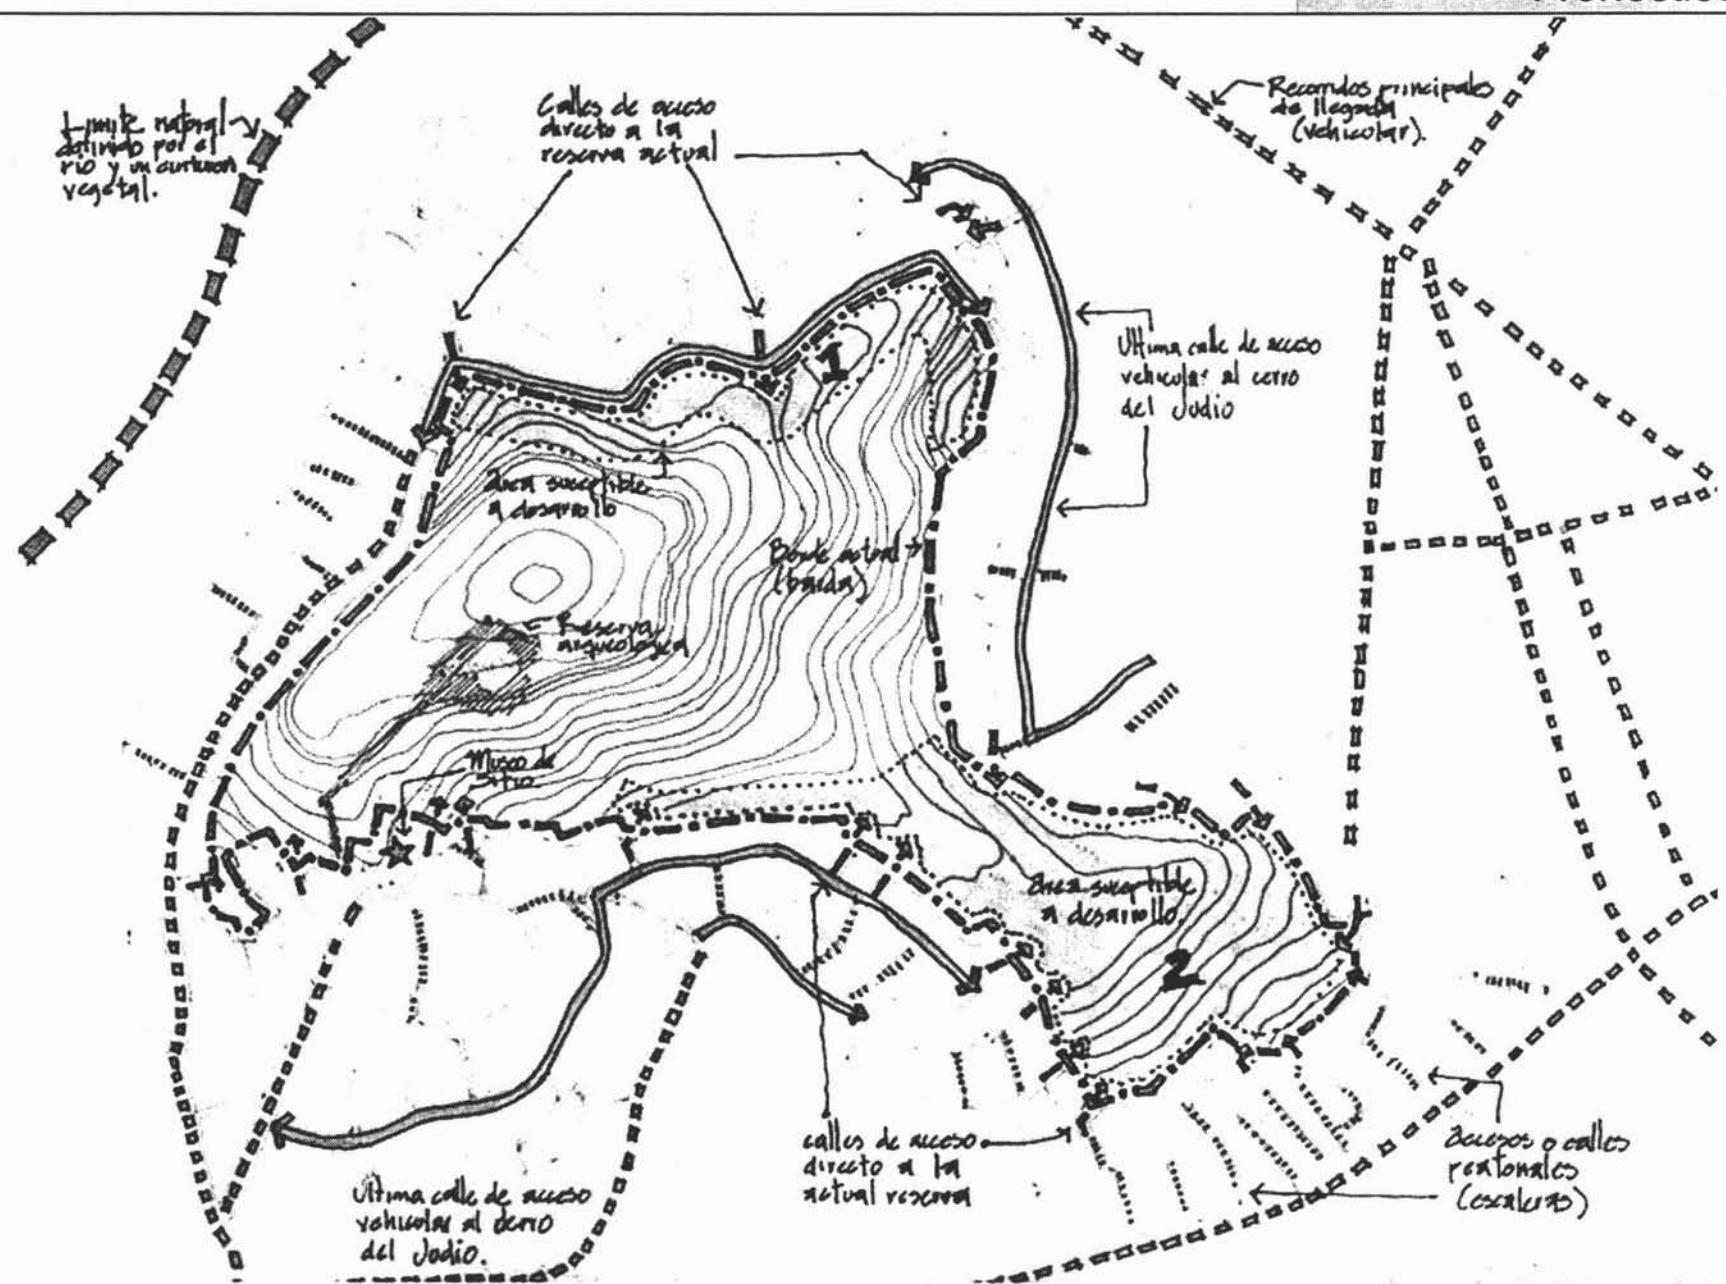 Limite natural
definido por el
rio y un cinturon
vegetal.
Calles de acceso
directo a la
reserva actual
Recorridos principales
de llegada
(vehicular).
1
Ultima calle de acceso
vehicular al cerro
del Judio
Area suceptible
a desarrollo
Borde actual
(barda)
Reserva
arqueologica
Museo de
sitio
Area suceptible
a desarrollo
2
calles de acceso
directo a la
actual reserva
Accesos o calles
peatonales
(escaleras)
Ultima calle de acceso
vehicular al cerro
del Judio.